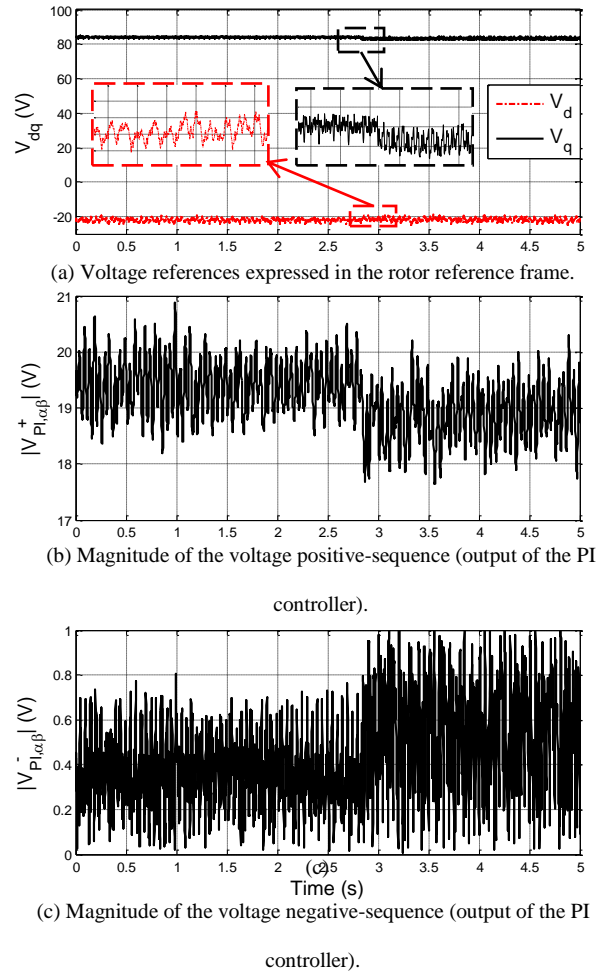 100
80
60
40
20
0
-20
V_dq (V)
V_d
V_q
0 0.5 1 1.5 2 2.5 3 3.5 4 4.5 5
(a) Voltage references expressed in the rotor reference frame.
21
20
19
18
17
|V⁺_PI,αβ| (V)
0 0.5 1 1.5 2 2.5 3 3.5 4 4.5 5
(b) Magnitude of the voltage positive-sequence (output of the PI
controller).
1
0.8
0.6
0.4
0.2
0
|V⁻_PI,αβ| (V)
0 0.5 1 1.5 2 2.5 3 3.5 4 4.5 5
(c)
Time (s)
(c) Magnitude of the voltage negative-sequence (output of the PI
controller).